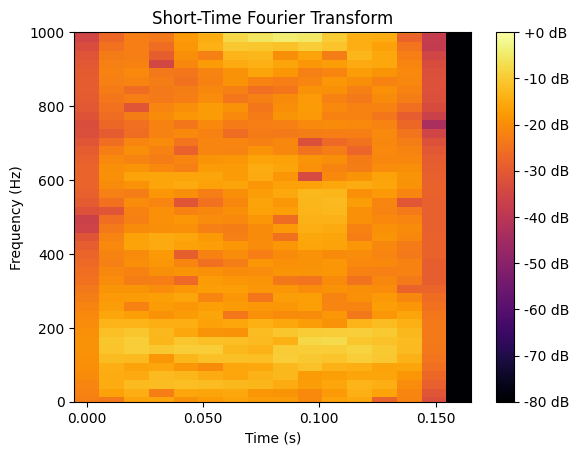 Short-Time Fourier Transform
Frequency (Hz)
1000
800
600
400
200
0
0.000
0.050
0.100
0.150
Time (s)
+0 dB
-10 dB
-20 dB
-30 dB
-40 dB
-50 dB
-60 dB
-70 dB
-80 dB